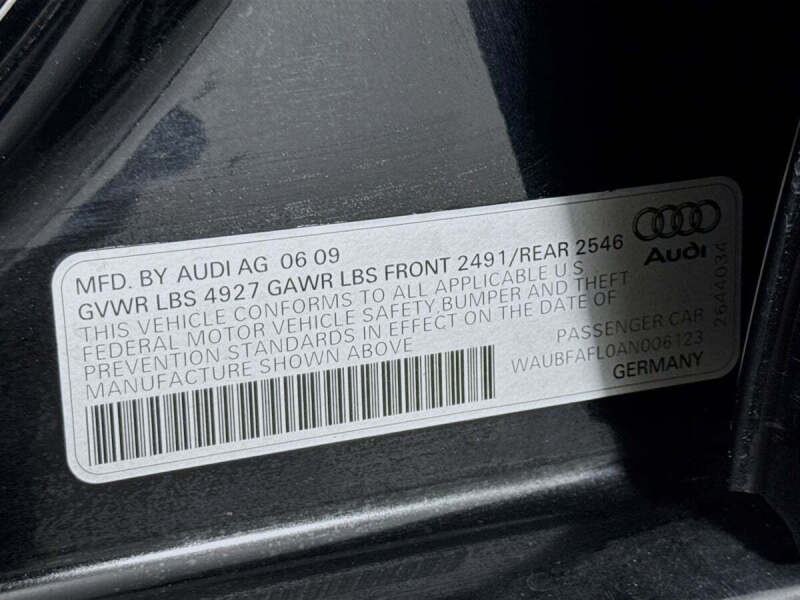 MFD. BY AUDI AG 06 09
GVWR LBS 4927 GAWR LBS FRONT 2491/REAR 2546
THIS VEHICLE CONFORMS TO ALL APPLICABLE U S
FEDERAL MOTOR VEHICLE SAFETY BUMPER AND THEFT
PREVENTION STANDARDS IN EFFECT ON THE DATE OF
MANUFACTURE SHOWN ABOVE
PASSENGER CAR
WAUBFAFL0AN006123
GERMANY
Audi
2644034